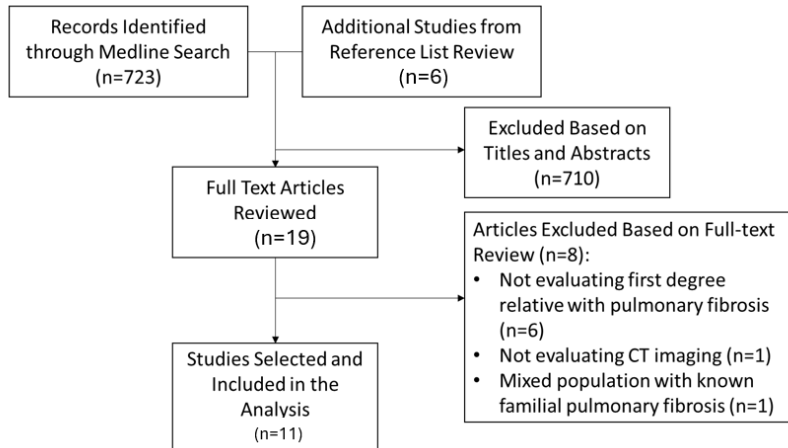 Records Identified
through Medline Search
(n=723)
Additional Studies from
Reference List Review
(n=6)
Excluded Based on
Titles and Abstracts
(n=710)
Full Text Articles
Reviewed
(n=19)
Articles Excluded Based on Full-text
Review (n=8):
• Not evaluating first degree
relative with pulmonary fibrosis
(n=6)
• Not evaluating CT imaging (n=1)
• Mixed population with known
familial pulmonary fibrosis (n=1)
Studies Selected and
Included in the
Analysis
(n=11)